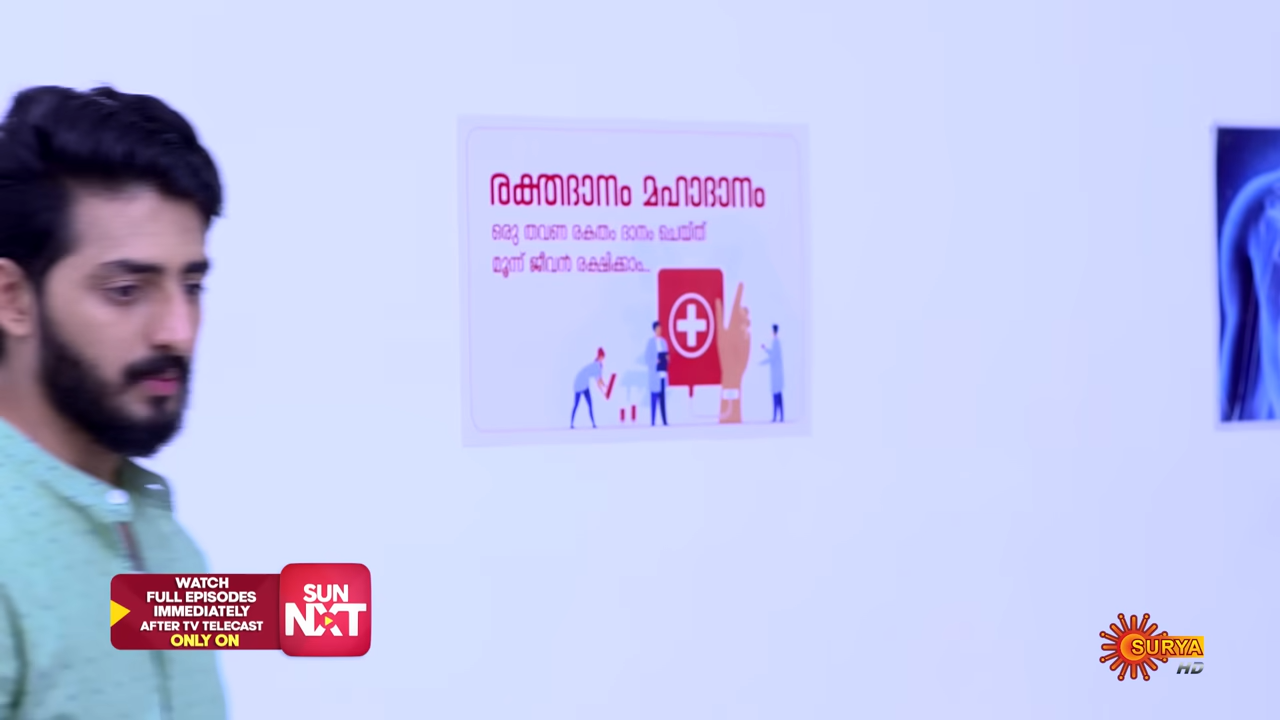 രക്തദാനം മഹാദാനം
ഒരു തവണ രക്തം ദാനം ചെയ്ത്
മൂന്ന് ജീവൻ രക്ഷിക്കാം..
WATCH
FULL EPISODES
IMMEDIATELY
AFTER TV TELECAST
ONLY ON
SUN
NXT
SURYA
HD